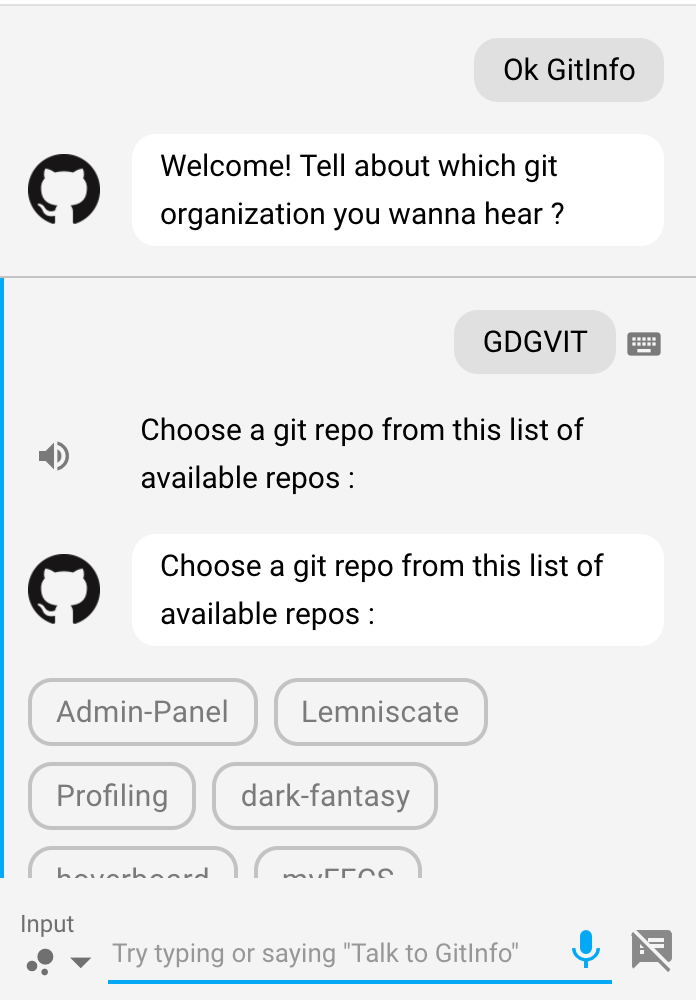 Ok GitInfo
Welcome! Tell about which git
organization you wanna hear ?
GDGVIT
Choose a git repo from this list of
available repos :
Choose a git repo from this list of
available repos :
Admin-Panel
Lemniscate
Profiling
dark-fantasy
hoverboard
Input
Try typing or saying "Talk to GitInfo"